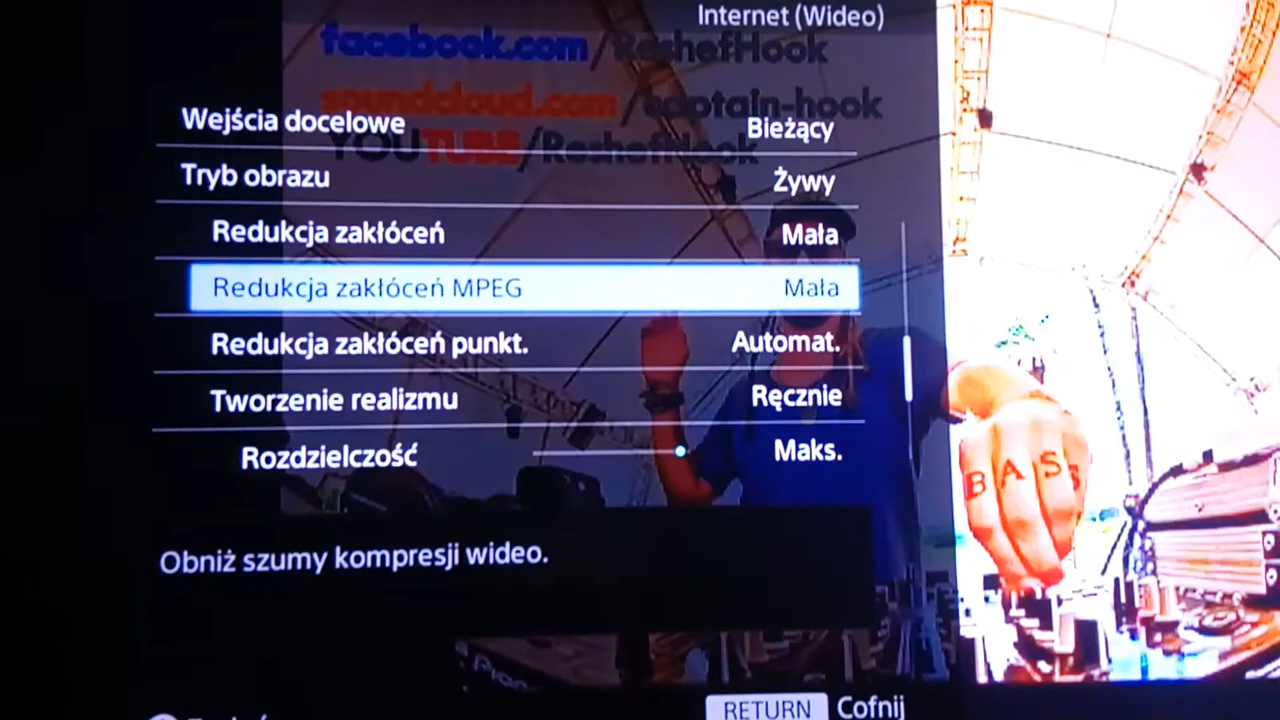 Internet (Wideo)
facebook.com/ReshefHook
soundcloud.com/captain-hook
YOUTUBE/ReshefHook
Wejścia docelowe Bieżący
Tryb obrazu Żywy
Redukcja zakłóceń Mała
Redukcja zakłóceń MPEG Mała
Redukcja zakłóceń punkt. Automat.
Tworzenie realizmu Ręcznie
Rozdzielczość Maks.
BASS
Obniż szumy kompresji wideo.
RETURN Cofnij